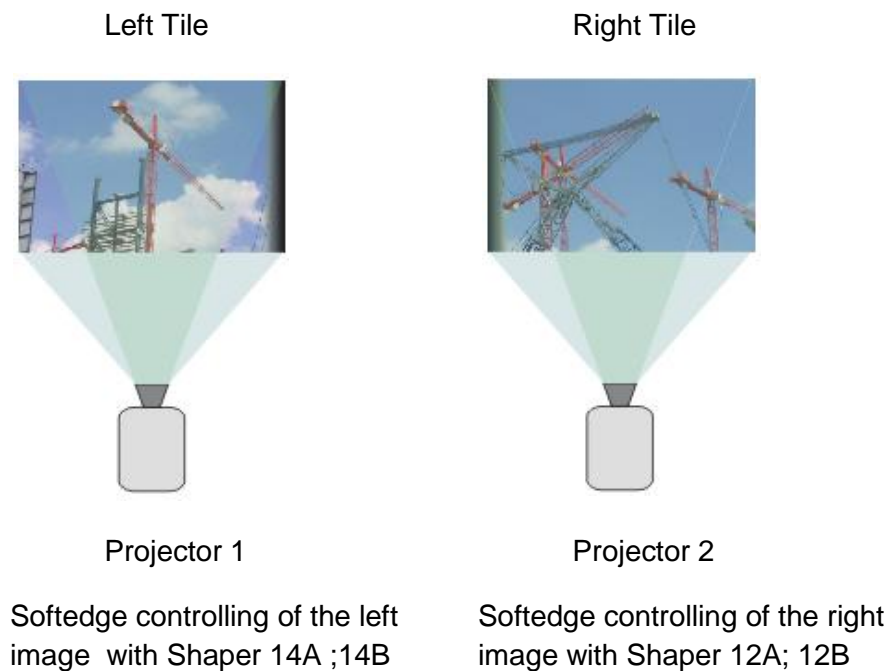 Left Tile
Right Tile
Projector 1
Projector 2
Softedge controlling of the left
image  with Shaper 14A ;14B
Softedge controlling of the right
image with Shaper 12A; 12B